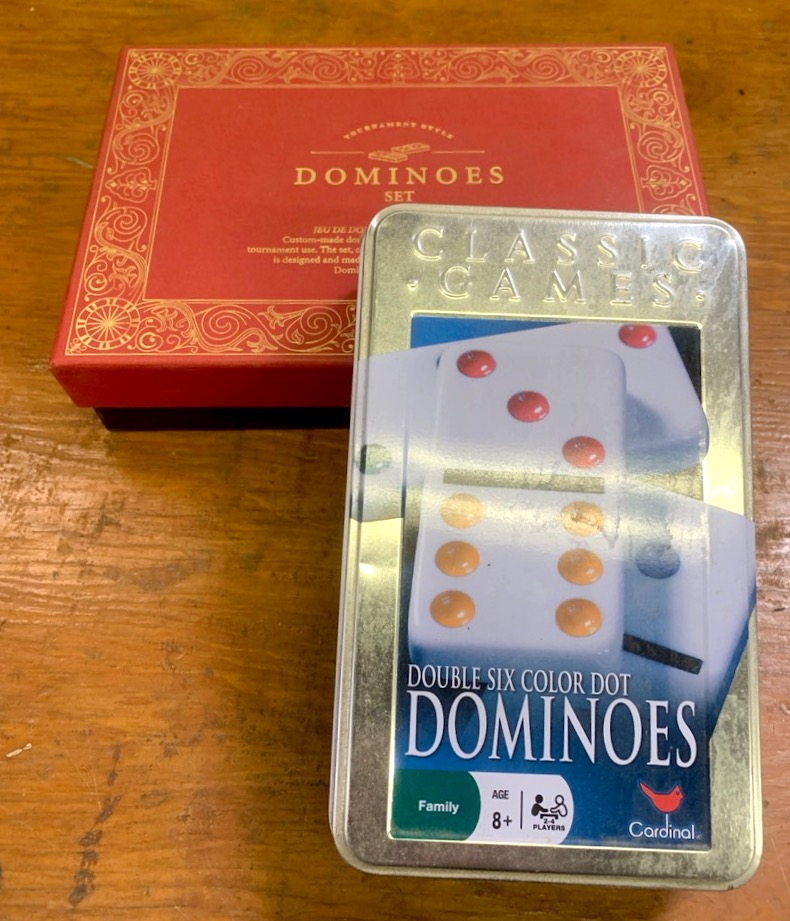 TOURNAMENT STYLE
DOMINOES
SET
JEU DE DO
Custom-made dor
tournament use. The set, c
is designed and mad
Domi
CLASSIC
·GAMES·
DOUBLE SIX COLOR DOT
DOMINOES
Family
AGE
8+
2-4
PLAYERS
Cardinal